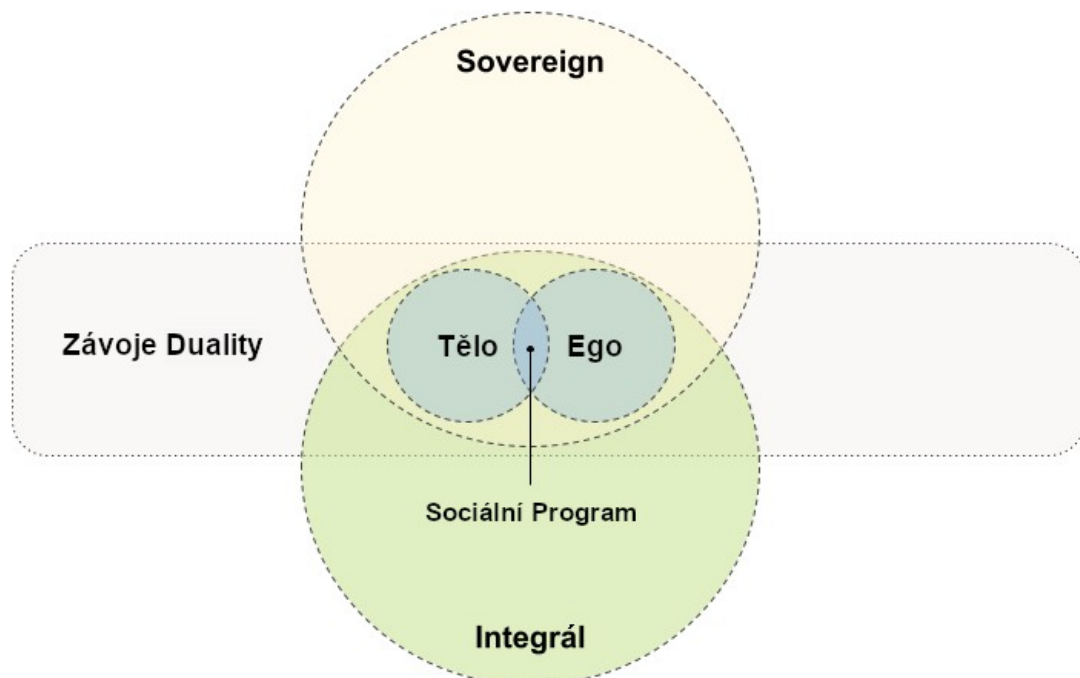 Sovereign
Závoje Duality
Tělo
Ego
Sociální Program
Integrál